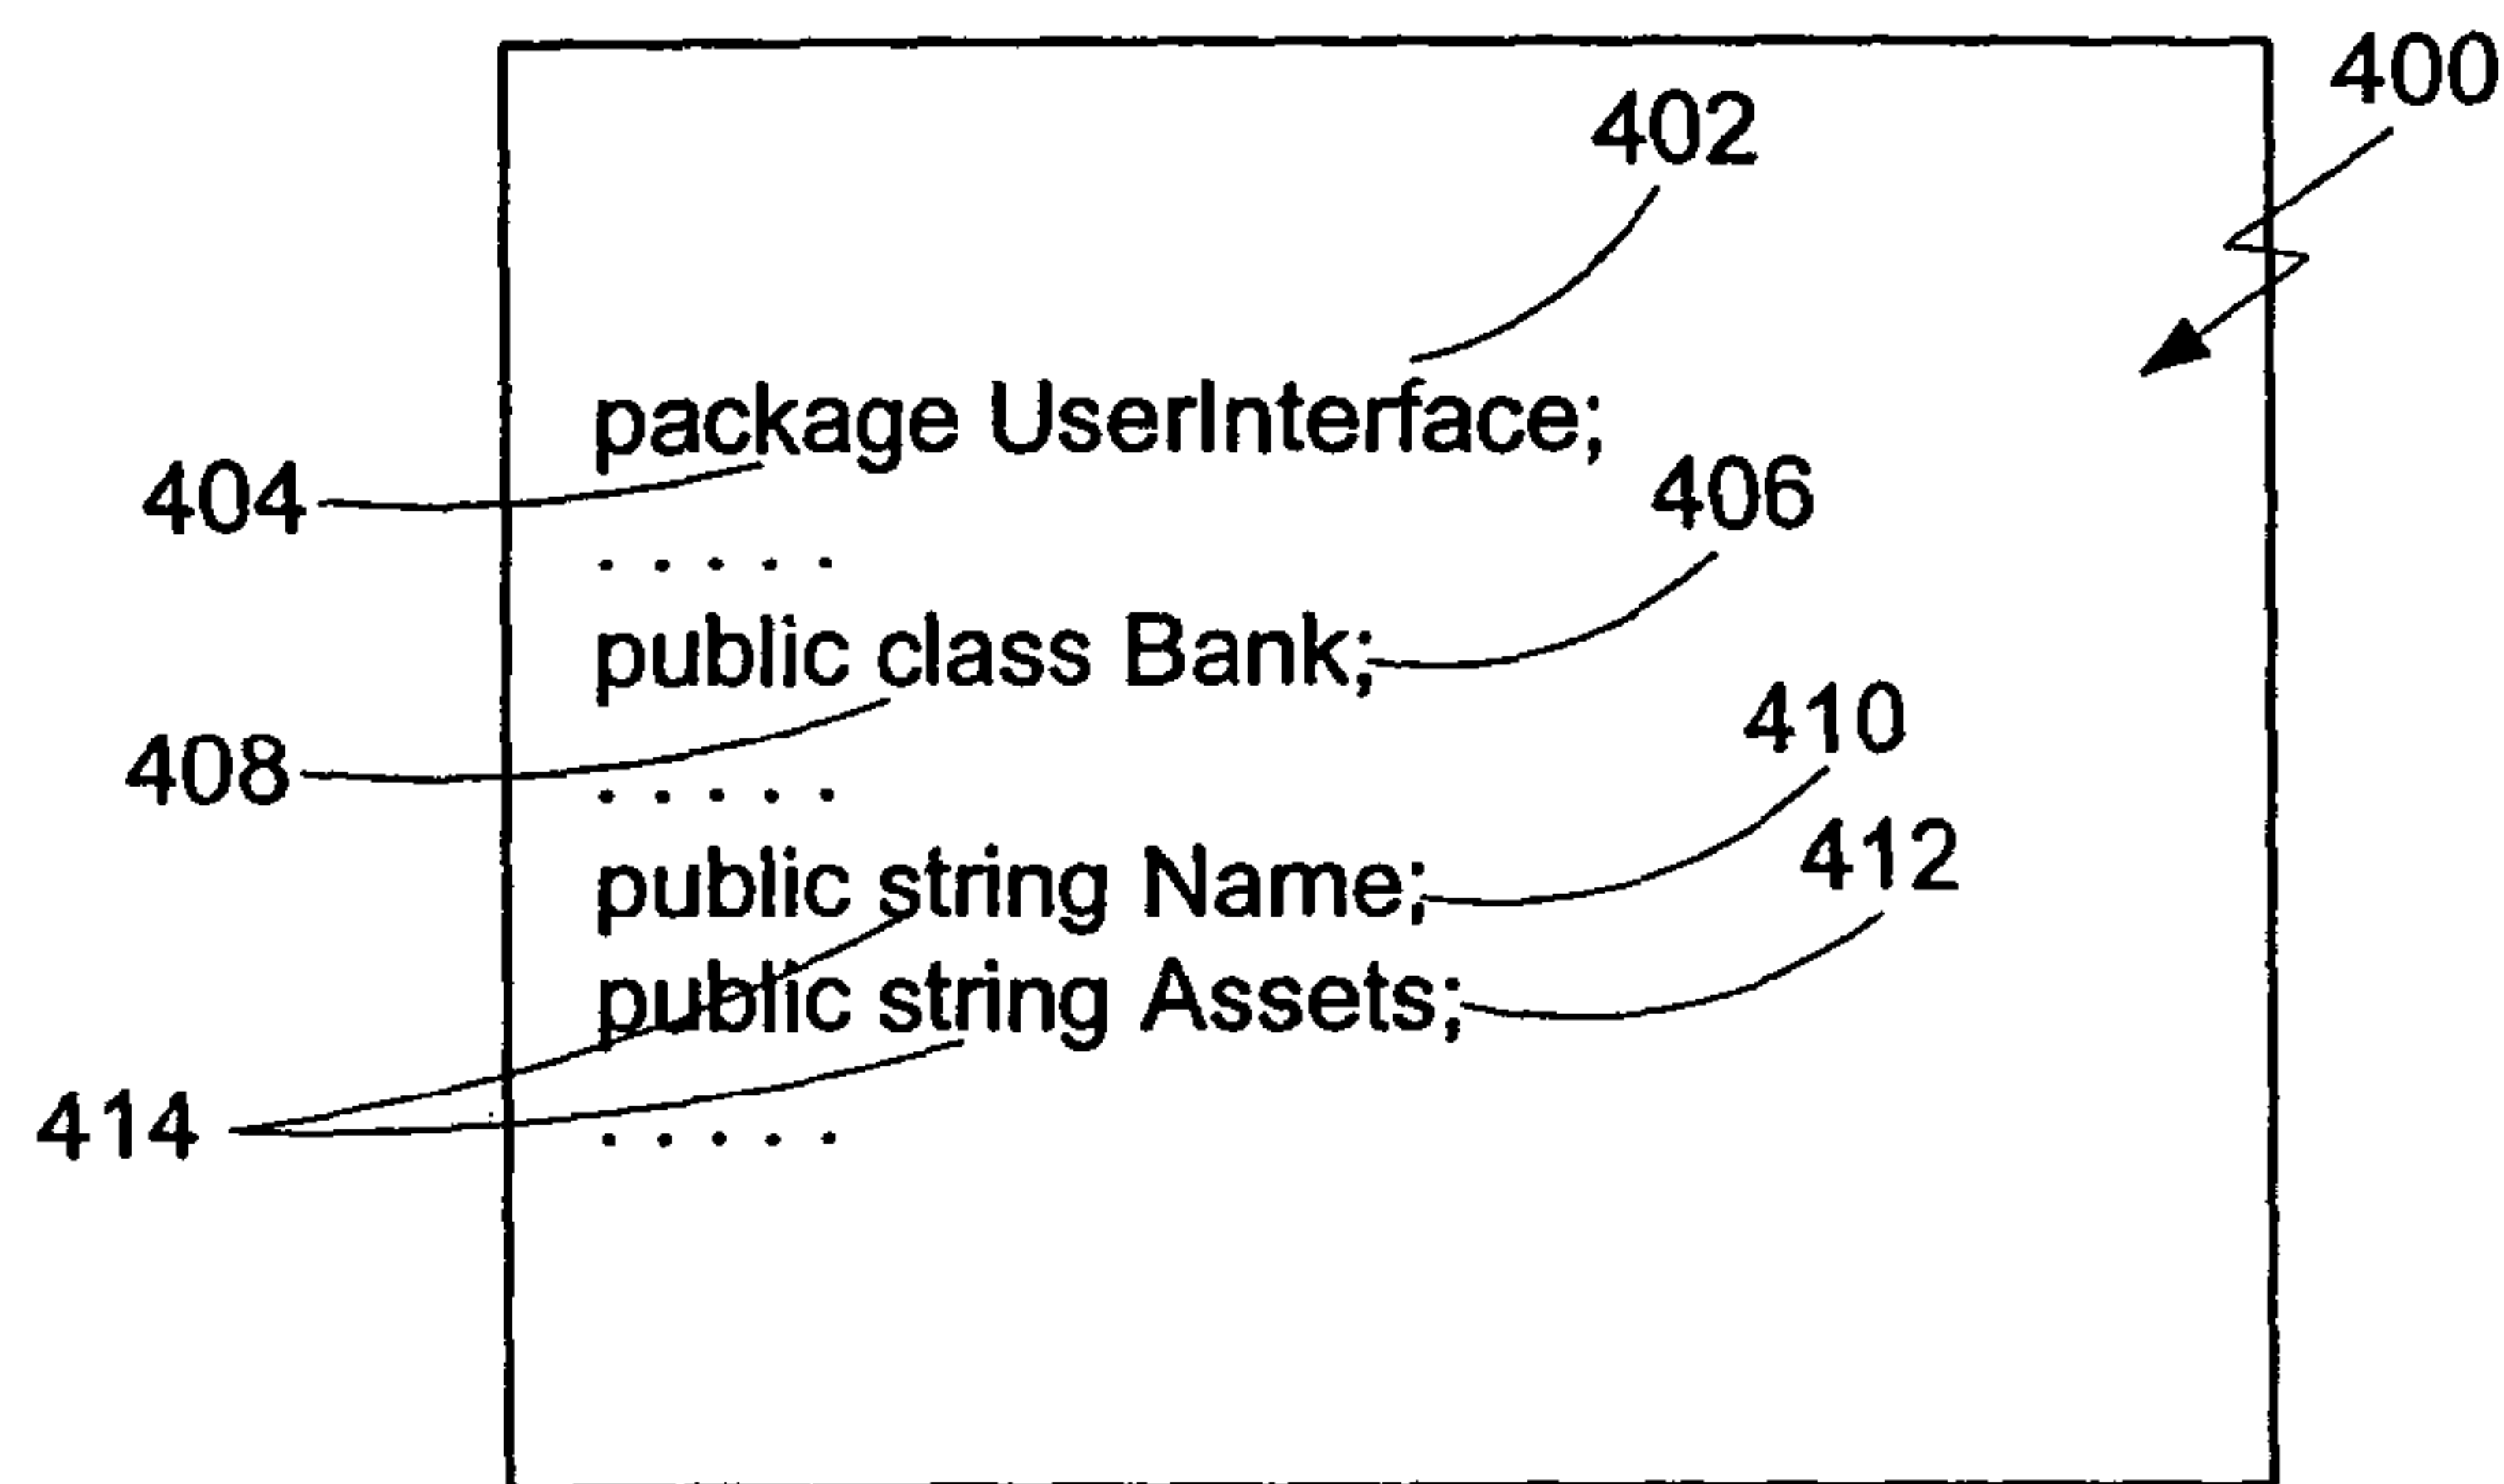 400
402
package UserInterface;
404
406
. . . . .
public class Bank;
410
408
. . . . .
412
public string Name;
public string Assets;
414
. . . . .